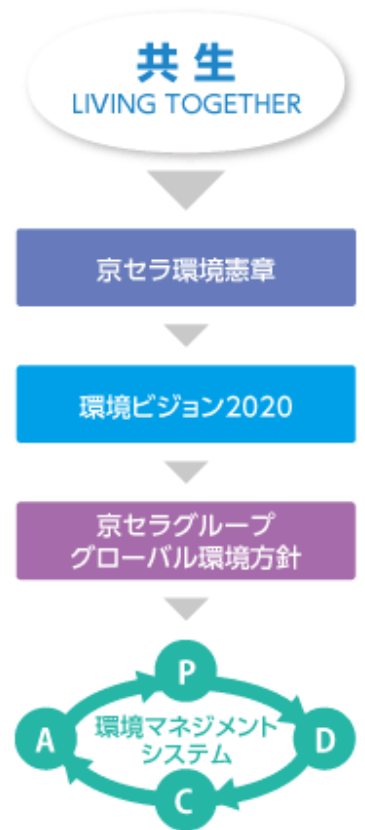 共生
LIVING TOGETHER
京セラ環境憲章
環境ビジョン2020
京セラグループ
グローバル環境方針
P
A
環境マネジメント
システム
D
C